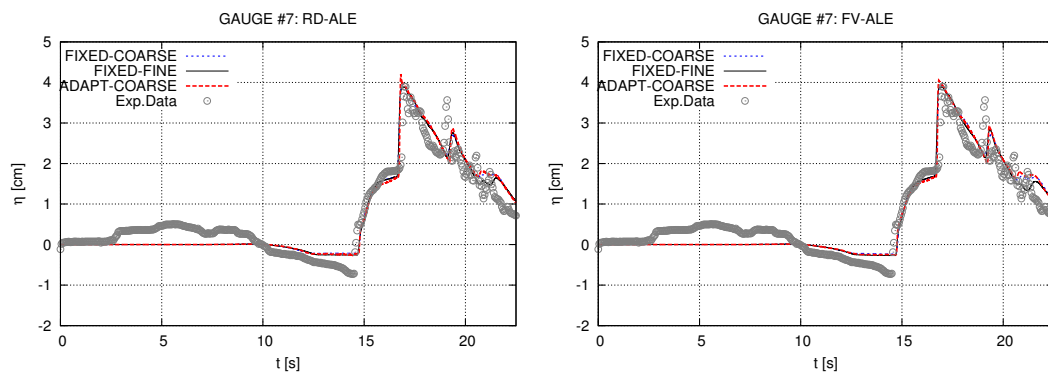 GAUGE #7: RD-ALE
5
4
3
2
1
0
-1
-2
0 5 10 15 20
η [cm]
t [s]
FIXED-COARSE
FIXED-FINE
ADAPT-COARSE
Exp.Data
GAUGE #7: FV-ALE
5
4
3
2
1
0
-1
-2
0 5 10 15 20
η [cm]
t [s]
FIXED-COARSE
FIXED-FINE
ADAPT-COARSE
Exp.Data